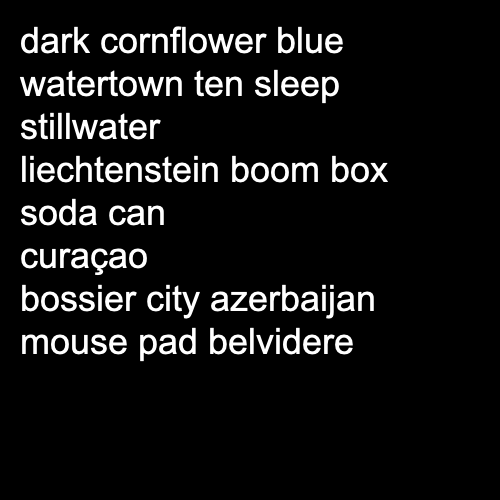 dark cornflower blue
watertown ten sleep
stillwater
liechtenstein boom box
soda can
curaçao
bossier city azerbaijan
mouse pad belvidere